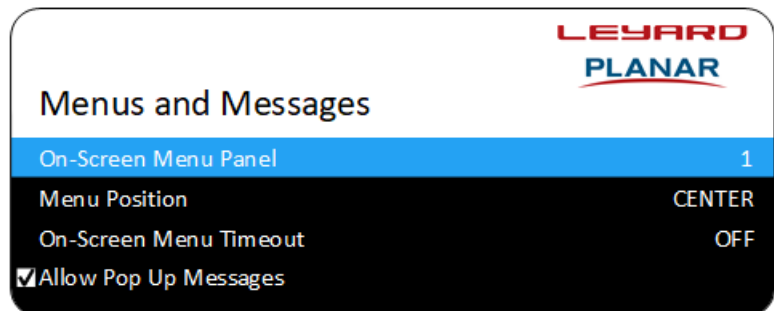 LEYARD
PLANAR
Menus and Messages
On-Screen Menu Panel 1
Menu Position CENTER
On-Screen Menu Timeout OFF
Allow Pop Up Messages